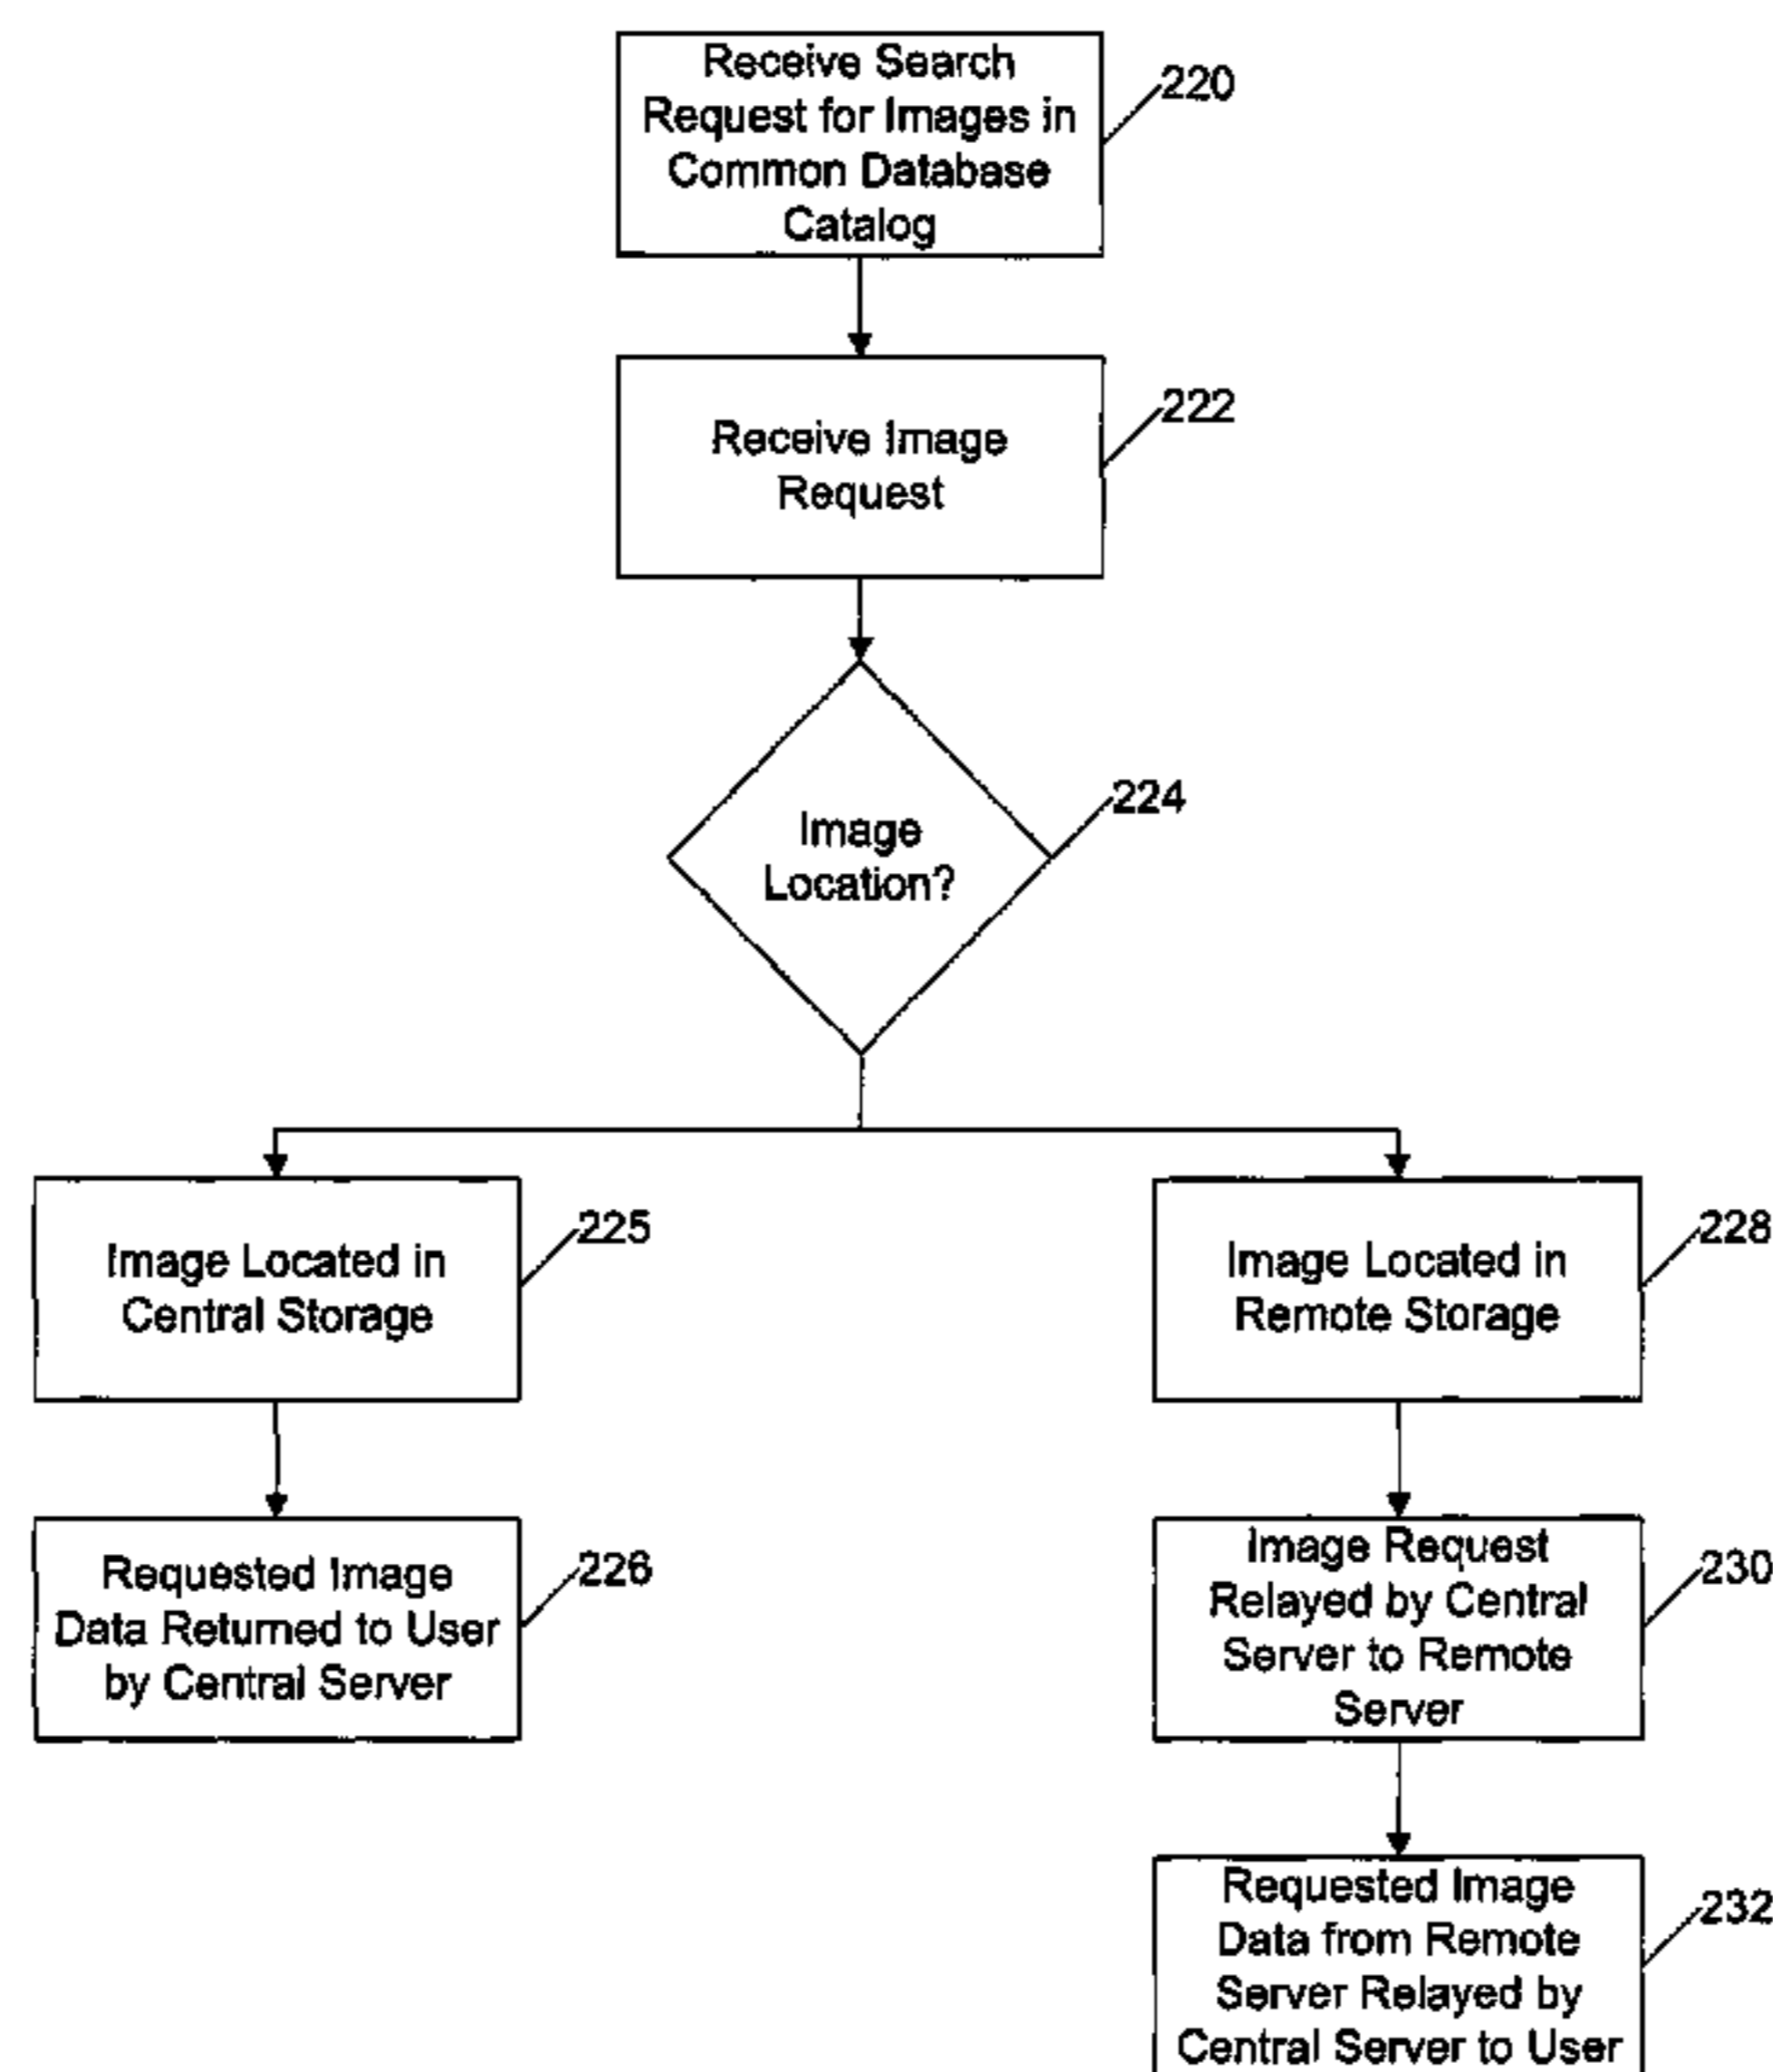 Receive Search
Request for Images in
Common Database
Catalog
220
Receive Image
Request
222
Image
Location?
224
Image Located in
Central Storage
225
Image Located in
Remote Storage
228
Requested Image
Data Returned to User
by Central Server
226
Image Request
Relayed by Central
Server to Remote
Server
230
Requested Image
Data from Remote
Server Relayed by
Central Server to User
232